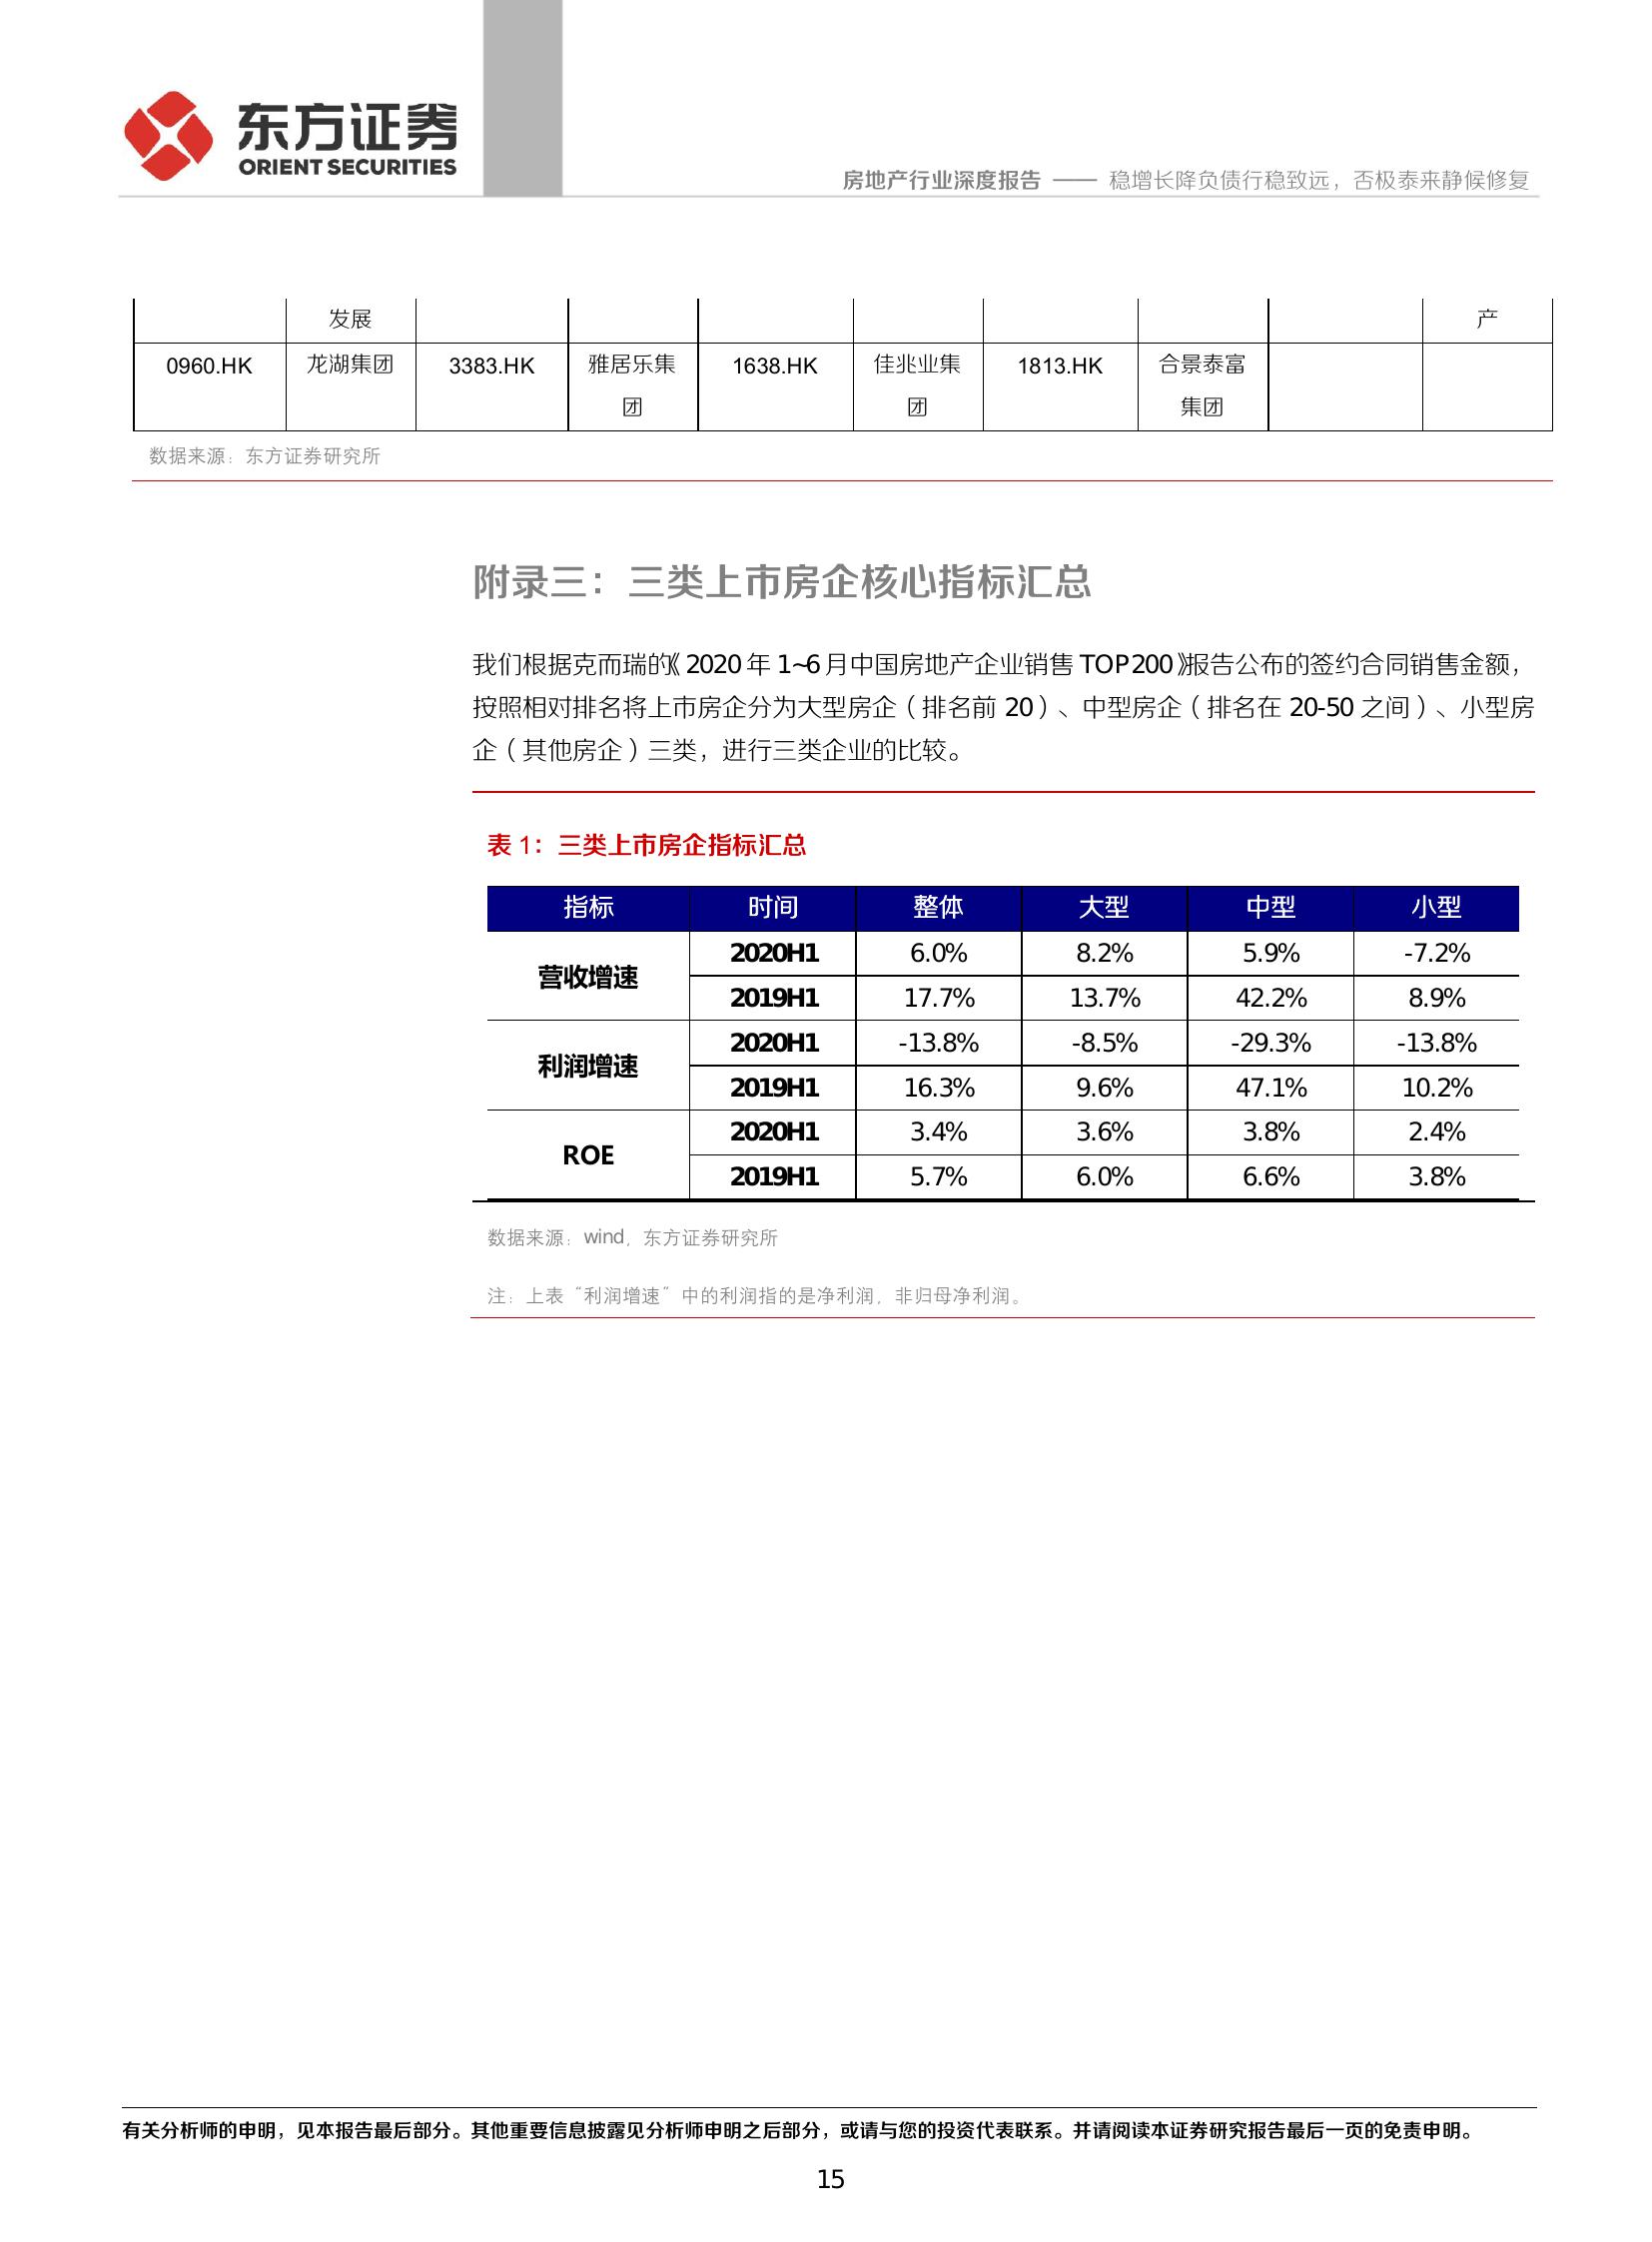 东方证券
ORIENT SECURITIES
房地产行业深度报告 —— 稳增长降负债行稳致远，否极泰来静候修复
发展 产
0960.HK 龙湖集团 3383.HK 雅居乐集团 1638.HK 佳兆业集团 1813.HK 合景泰富集团
数据来源：东方证券研究所
附录三：三类上市房企核心指标汇总
我们根据克而瑞的《2020 年 1~6 月中国房地产企业销售 TOP200》报告公布的签约合同销售金额，
按照相对排名将上市房企分为大型房企（排名前 20）、中型房企（排名在 20-50 之间）、小型房
企（其他房企）三类，进行三类企业的比较。
表 1：三类上市房企指标汇总
指标 时间 整体 大型 中型 小型
营收增速 2020H1 6.0% 8.2% 5.9% -7.2%
2019H1 17.7% 13.7% 42.2% 8.9%
利润增速 2020H1 -13.8% -8.5% -29.3% -13.8%
2019H1 16.3% 9.6% 47.1% 10.2%
ROE 2020H1 3.4% 3.6% 3.8% 2.4%
2019H1 5.7% 6.0% 6.6% 3.8%
数据来源：wind，东方证券研究所
注：上表“利润增速”中的利润指的是净利润，非归母净利润。
有关分析师的申明，见本报告最后部分。其他重要信息披露见分析师申明之后部分，或请与您的投资代表联系。并请阅读本证券研究报告最后一页的免责申明。
15